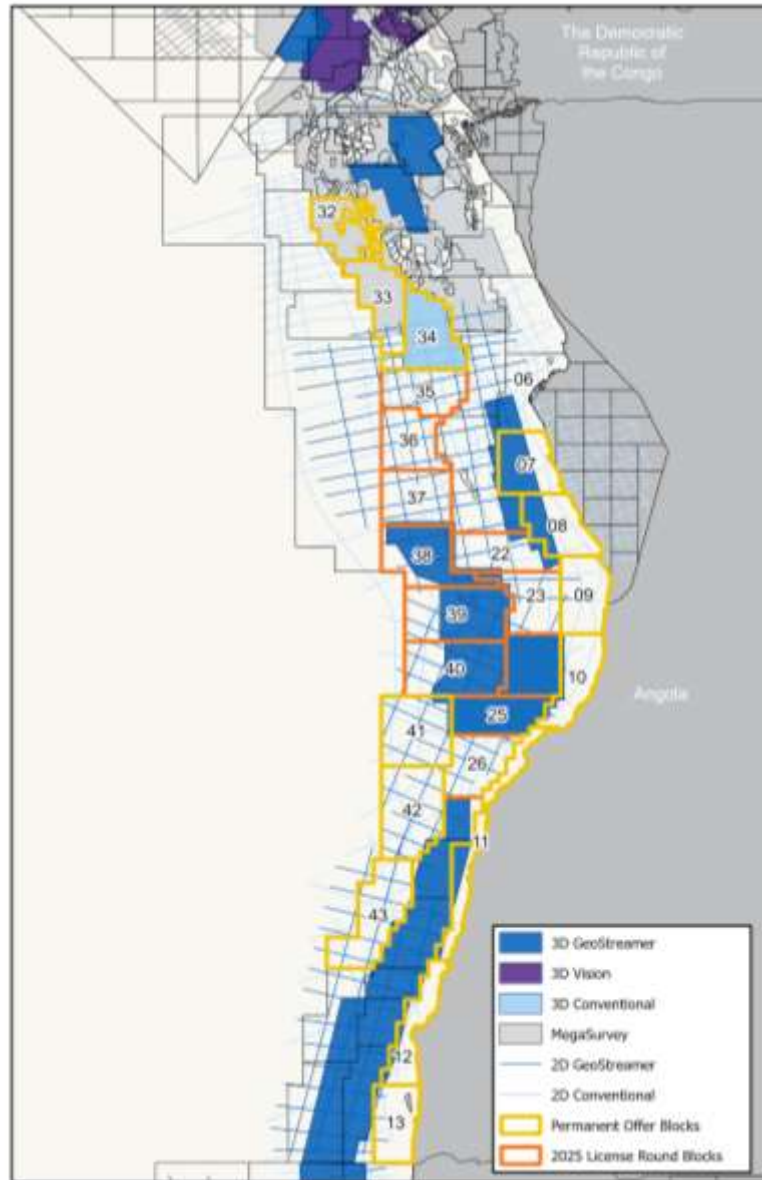 The Democratic
Republic of
the Congo
32
33
34
35
06
36
07
37
08
22
38
23
09
39
40
10
Angola
25
41
26
42
11
43
12
13
3D GeoStreamer
3D Vision
3D Conventional
MegaSurvey
2D GeoStreamer
2D Conventional
Permanent Offer Blocks
2025 License Round Blocks